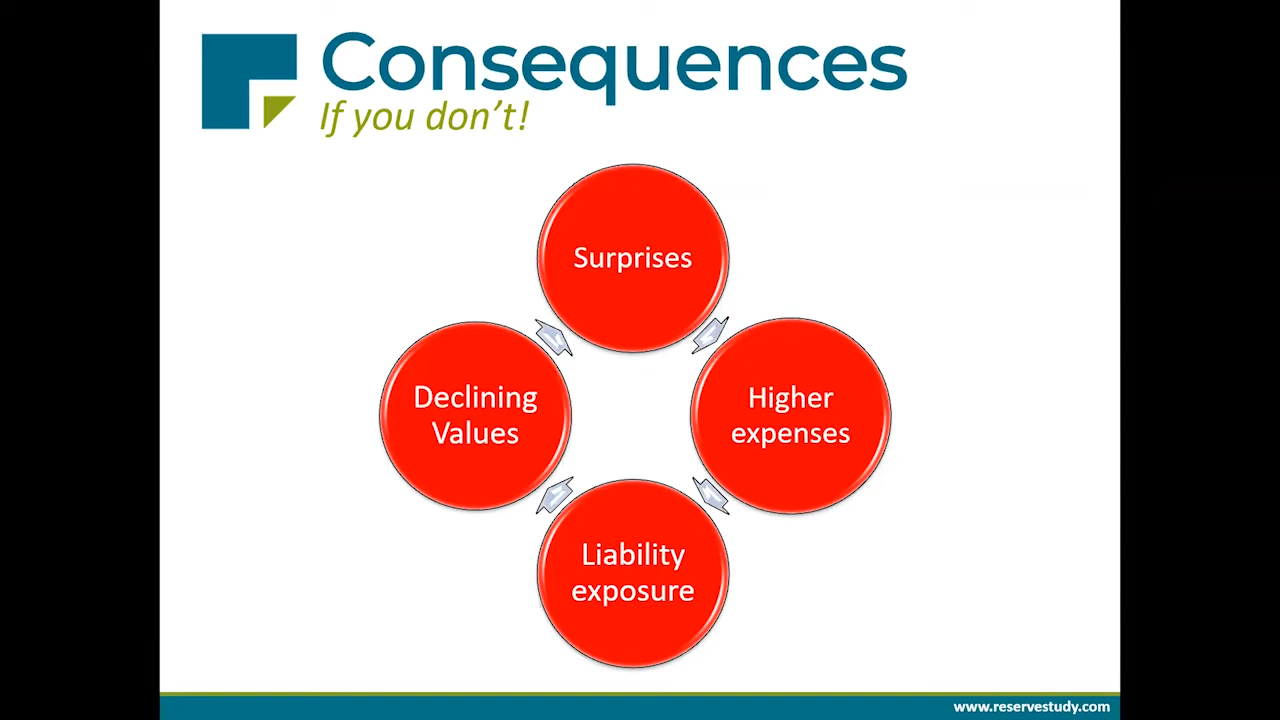 Consequences
If you don't!
Surprises
Declining
Values
Higher
expenses
Liability
exposure
www.reservestudy.com